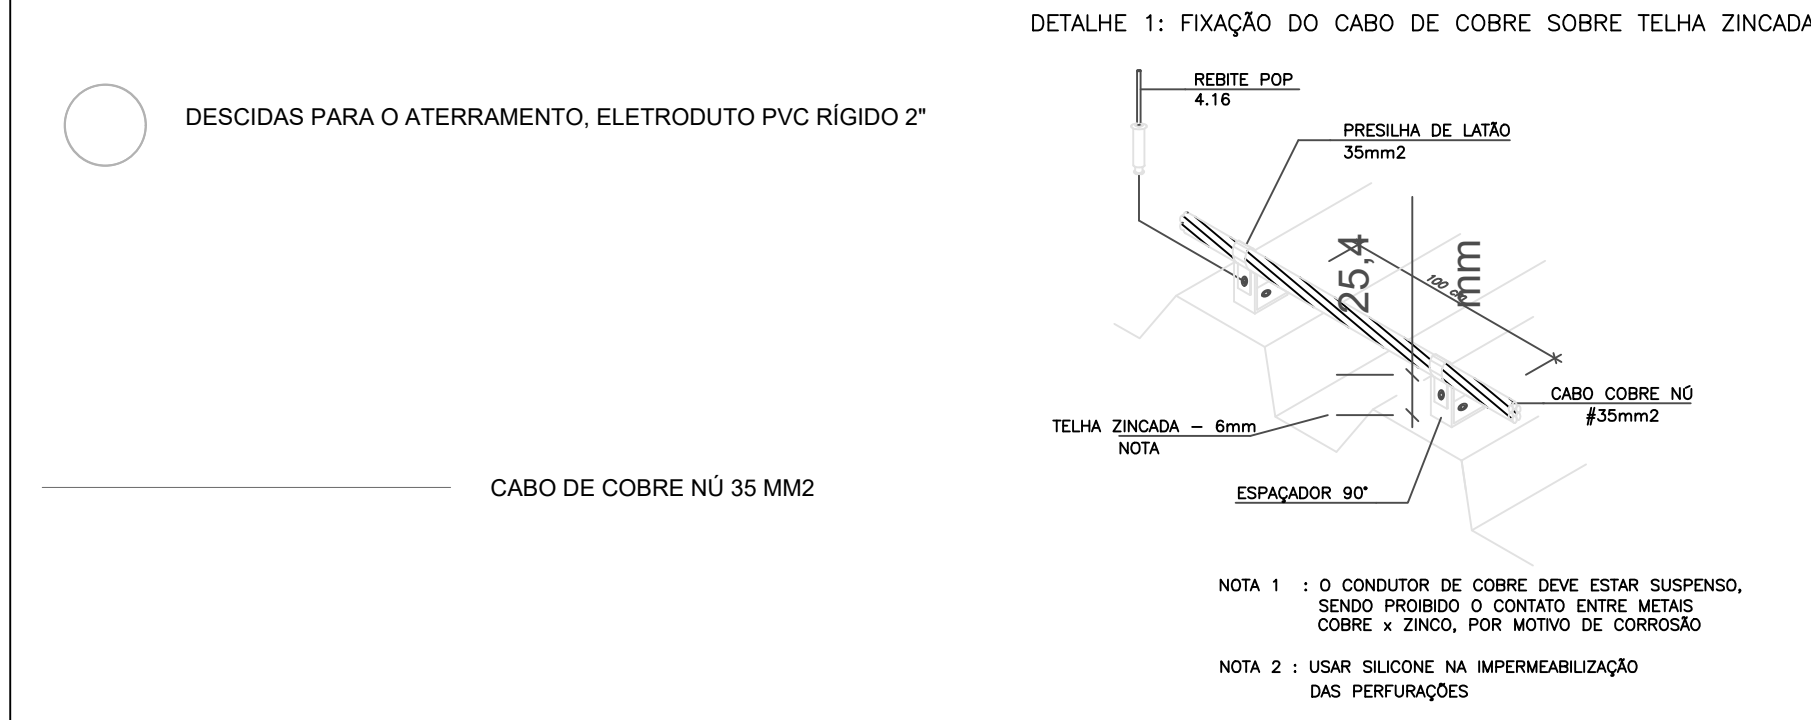 DETALHE 1: FIXAÇÃO DO CABO DE COBRE SOBRE TELHA ZINCADA
DESCIDAS PARA O ATERRAMENTO, ELETRODUTO PVC RÍGIDO 2"
CABO DE COBRE NÚ 35 MM2
REBITE POP
4.16
PRESILHA DE LATÃO
35mm2
25,4
mm
100 cm
CABO COBRE NÚ
#35mm2
TELHA ZINCADA - 6mm
NOTA
ESPAÇADOR 90°
NOTA 1 : O CONDUTOR DE COBRE DEVE ESTAR SUSPENSO,
SENDO PROIBIDO O CONTATO ENTRE METAIS
COBRE x ZINCO, POR MOTIVO DE CORROSÃO
NOTA 2 : USAR SILICONE NA IMPERMEABILIZAÇÃO
DAS PERFURAÇÕES